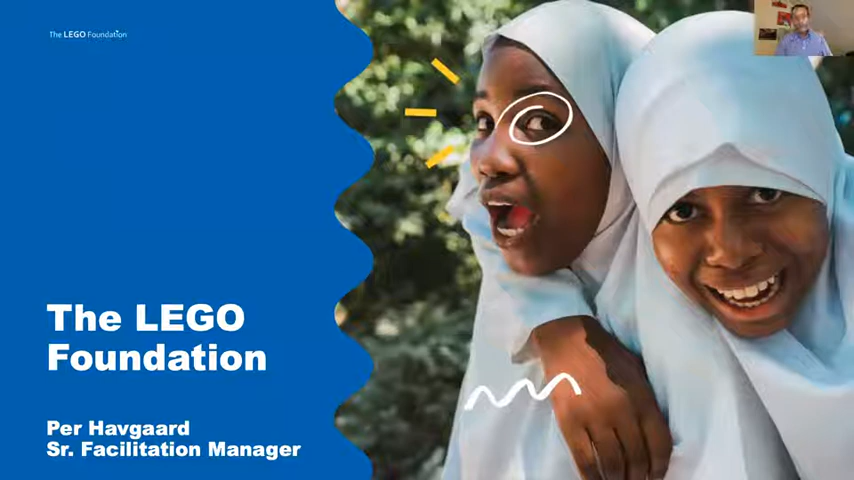 The LEGO Foundation
The LEGO
Foundation
Per Havgaard
Sr. Facilitation Manager